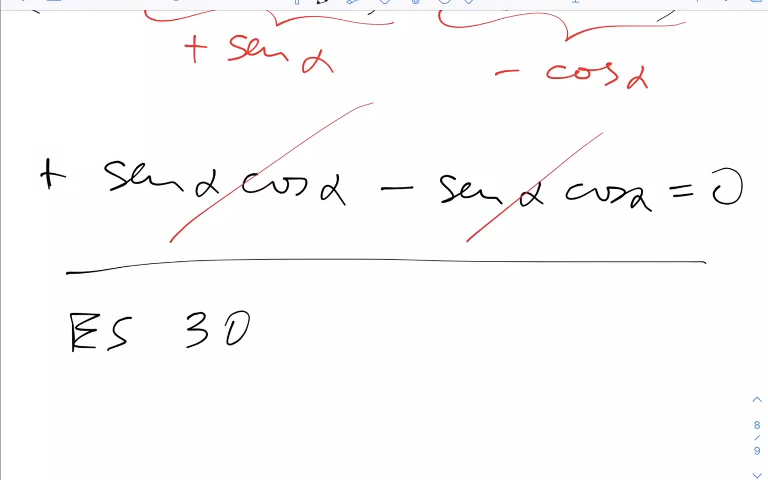 + sen α - cos α
+ sen α cos α - sen α cos α = 0
ES 30
8
/
9